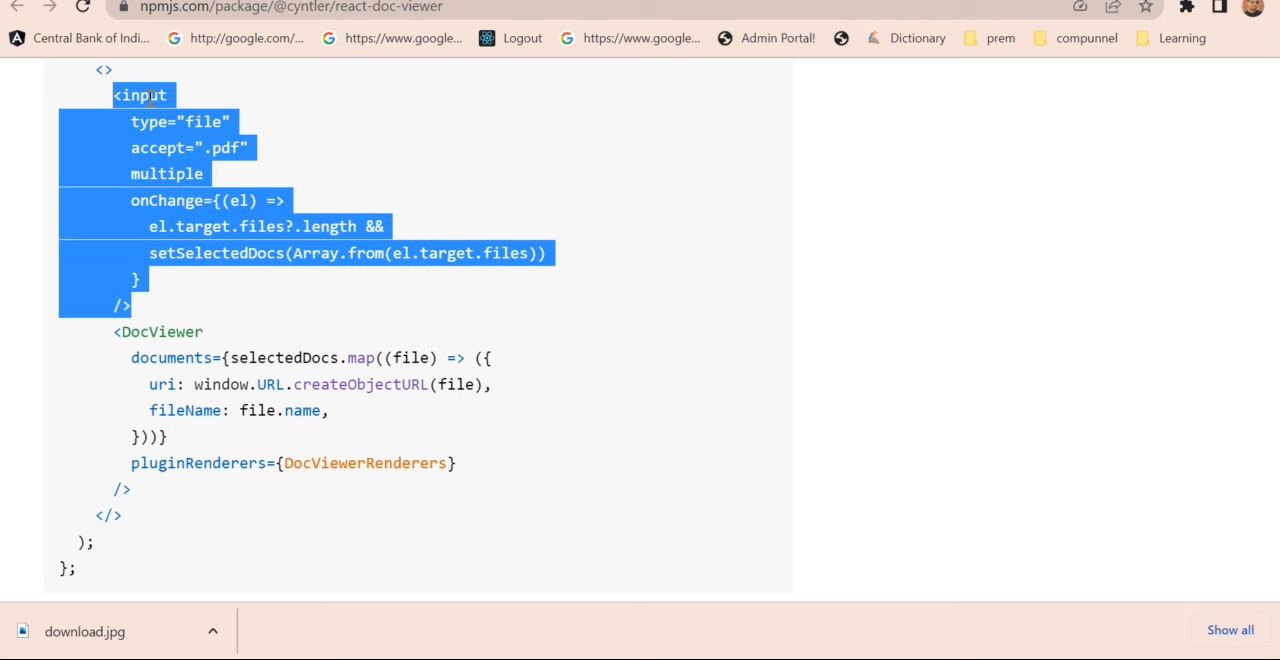 npmjs.com/package/@cyntler/react-doc-viewer
Central Bank of Indi... http://google.com/... https://www.google... Logout https://www.google... Admin Portal! Dictionary prem compunnel Learning
<>
<input
type="file"
accept=".pdf"
multiple
onChange={(el) =>
el.target.files?.length &&
setSelectedDocs(Array.from(el.target.files))
}
/>
<DocViewer
documents={selectedDocs.map((file) => ({
uri: window.URL.createObjectURL(file),
fileName: file.name,
}))}
pluginRenderers={DocViewerRenderers}
/>
</>
);
};
download.jpg
Show all